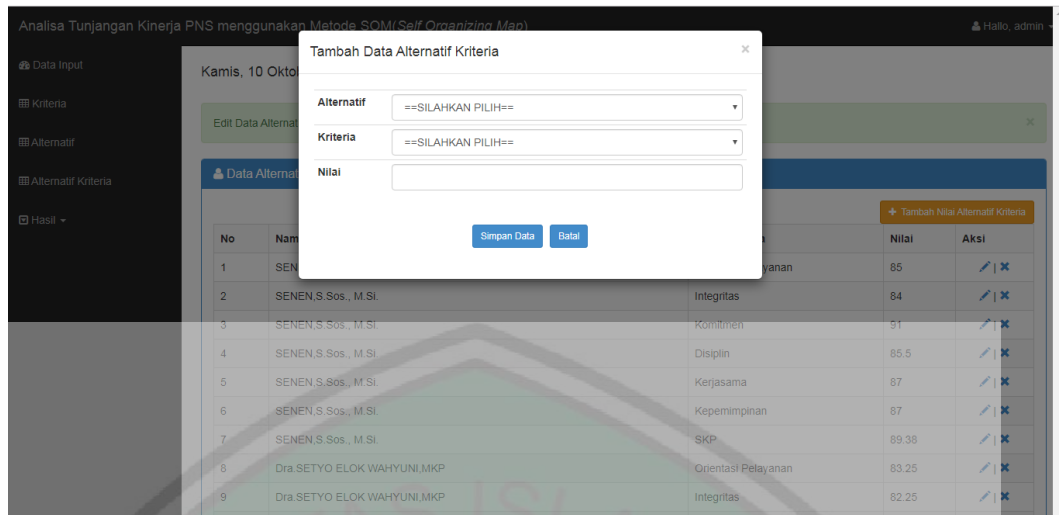 Analisa Tunjangan Kinerja PNS menggunakan Metode SOM(Self Organizing Map)
Hallo, admin
Data Input
Kriteria
Alternatif
Alternatif Kriteria
Hasil
Kamis, 10 Okto
Edit Data Alternat
Data Alternat
Tambah Data Alternatif Kriteria
×
Alternatif ==SILAHKAN PILIH==
Kriteria ==SILAHKAN PILIH==
Nilai
Simpan Data Batal
+ Tambah Nilai Alternatif Kriteria
No Nam Nilai Aksi
1 SEN yanan 85 |
2 SENEN,S.Sos., M.Si. Integritas 84 |
3 SENEN,S.Sos., M.Si. Komitmen 91 |
4 SENEN,S.Sos., M.Si. Disiplin 85.5 |
5 SENEN,S.Sos., M.Si. Kerjasama 87 |
6 SENEN,S.Sos., M.Si. Kepemimpinan 87 |
7 SENEN,S.Sos., M.Si. SKP 89.38 |
8 Dra.SETYO ELOK WAHYUNI,MKP Orientasi Pelayanan 83.25 |
9 Dra.SETYO ELOK WAHYUNI,MKP Integritas 82.25 |